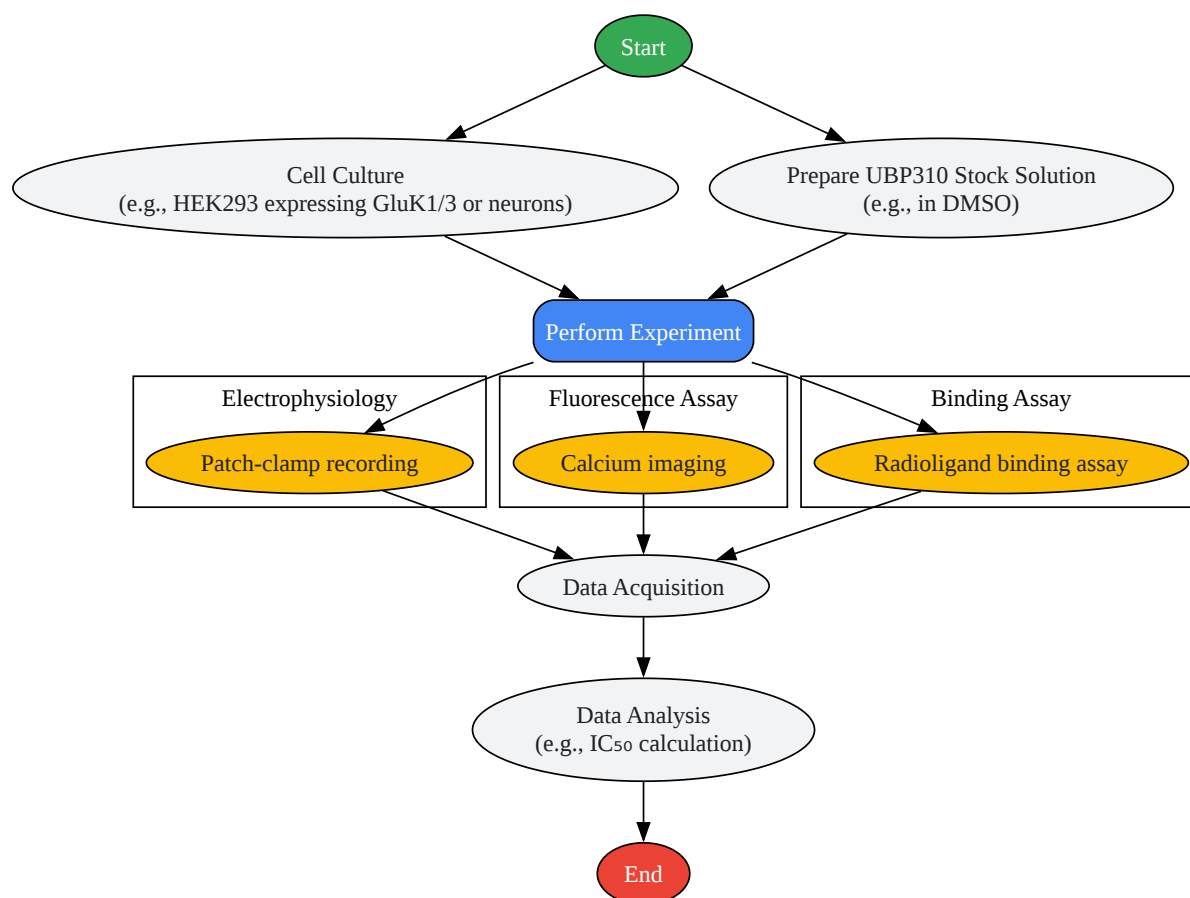 Start
Cell Culture
(e.g., HEK293 expressing GluK1/3 or neurons)
Prepare UBP310 Stock Solution
(e.g., in DMSO)
Perform Experiment
Electrophysiology
Fluorescence Assay
Binding Assay
Patch-clamp recording
Calcium imaging
Radioligand binding assay
Data Acquisition
Data Analysis
(e.g., IC₅₀ calculation)
End